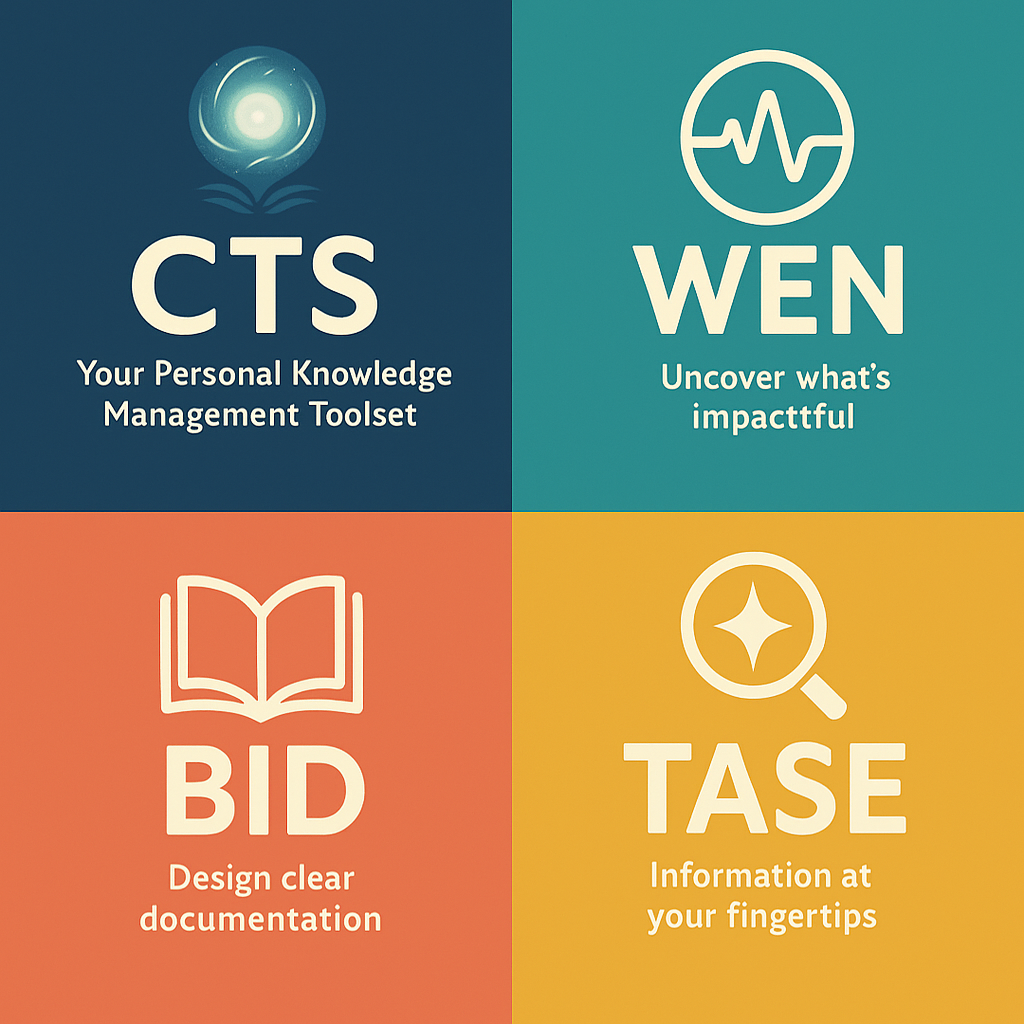 CTS
Your Personal Knowledge
Management Toolset
WEN
Uncover what's
impacttful
BID
Design clear
documentation
TASE
Information at
your fingertips